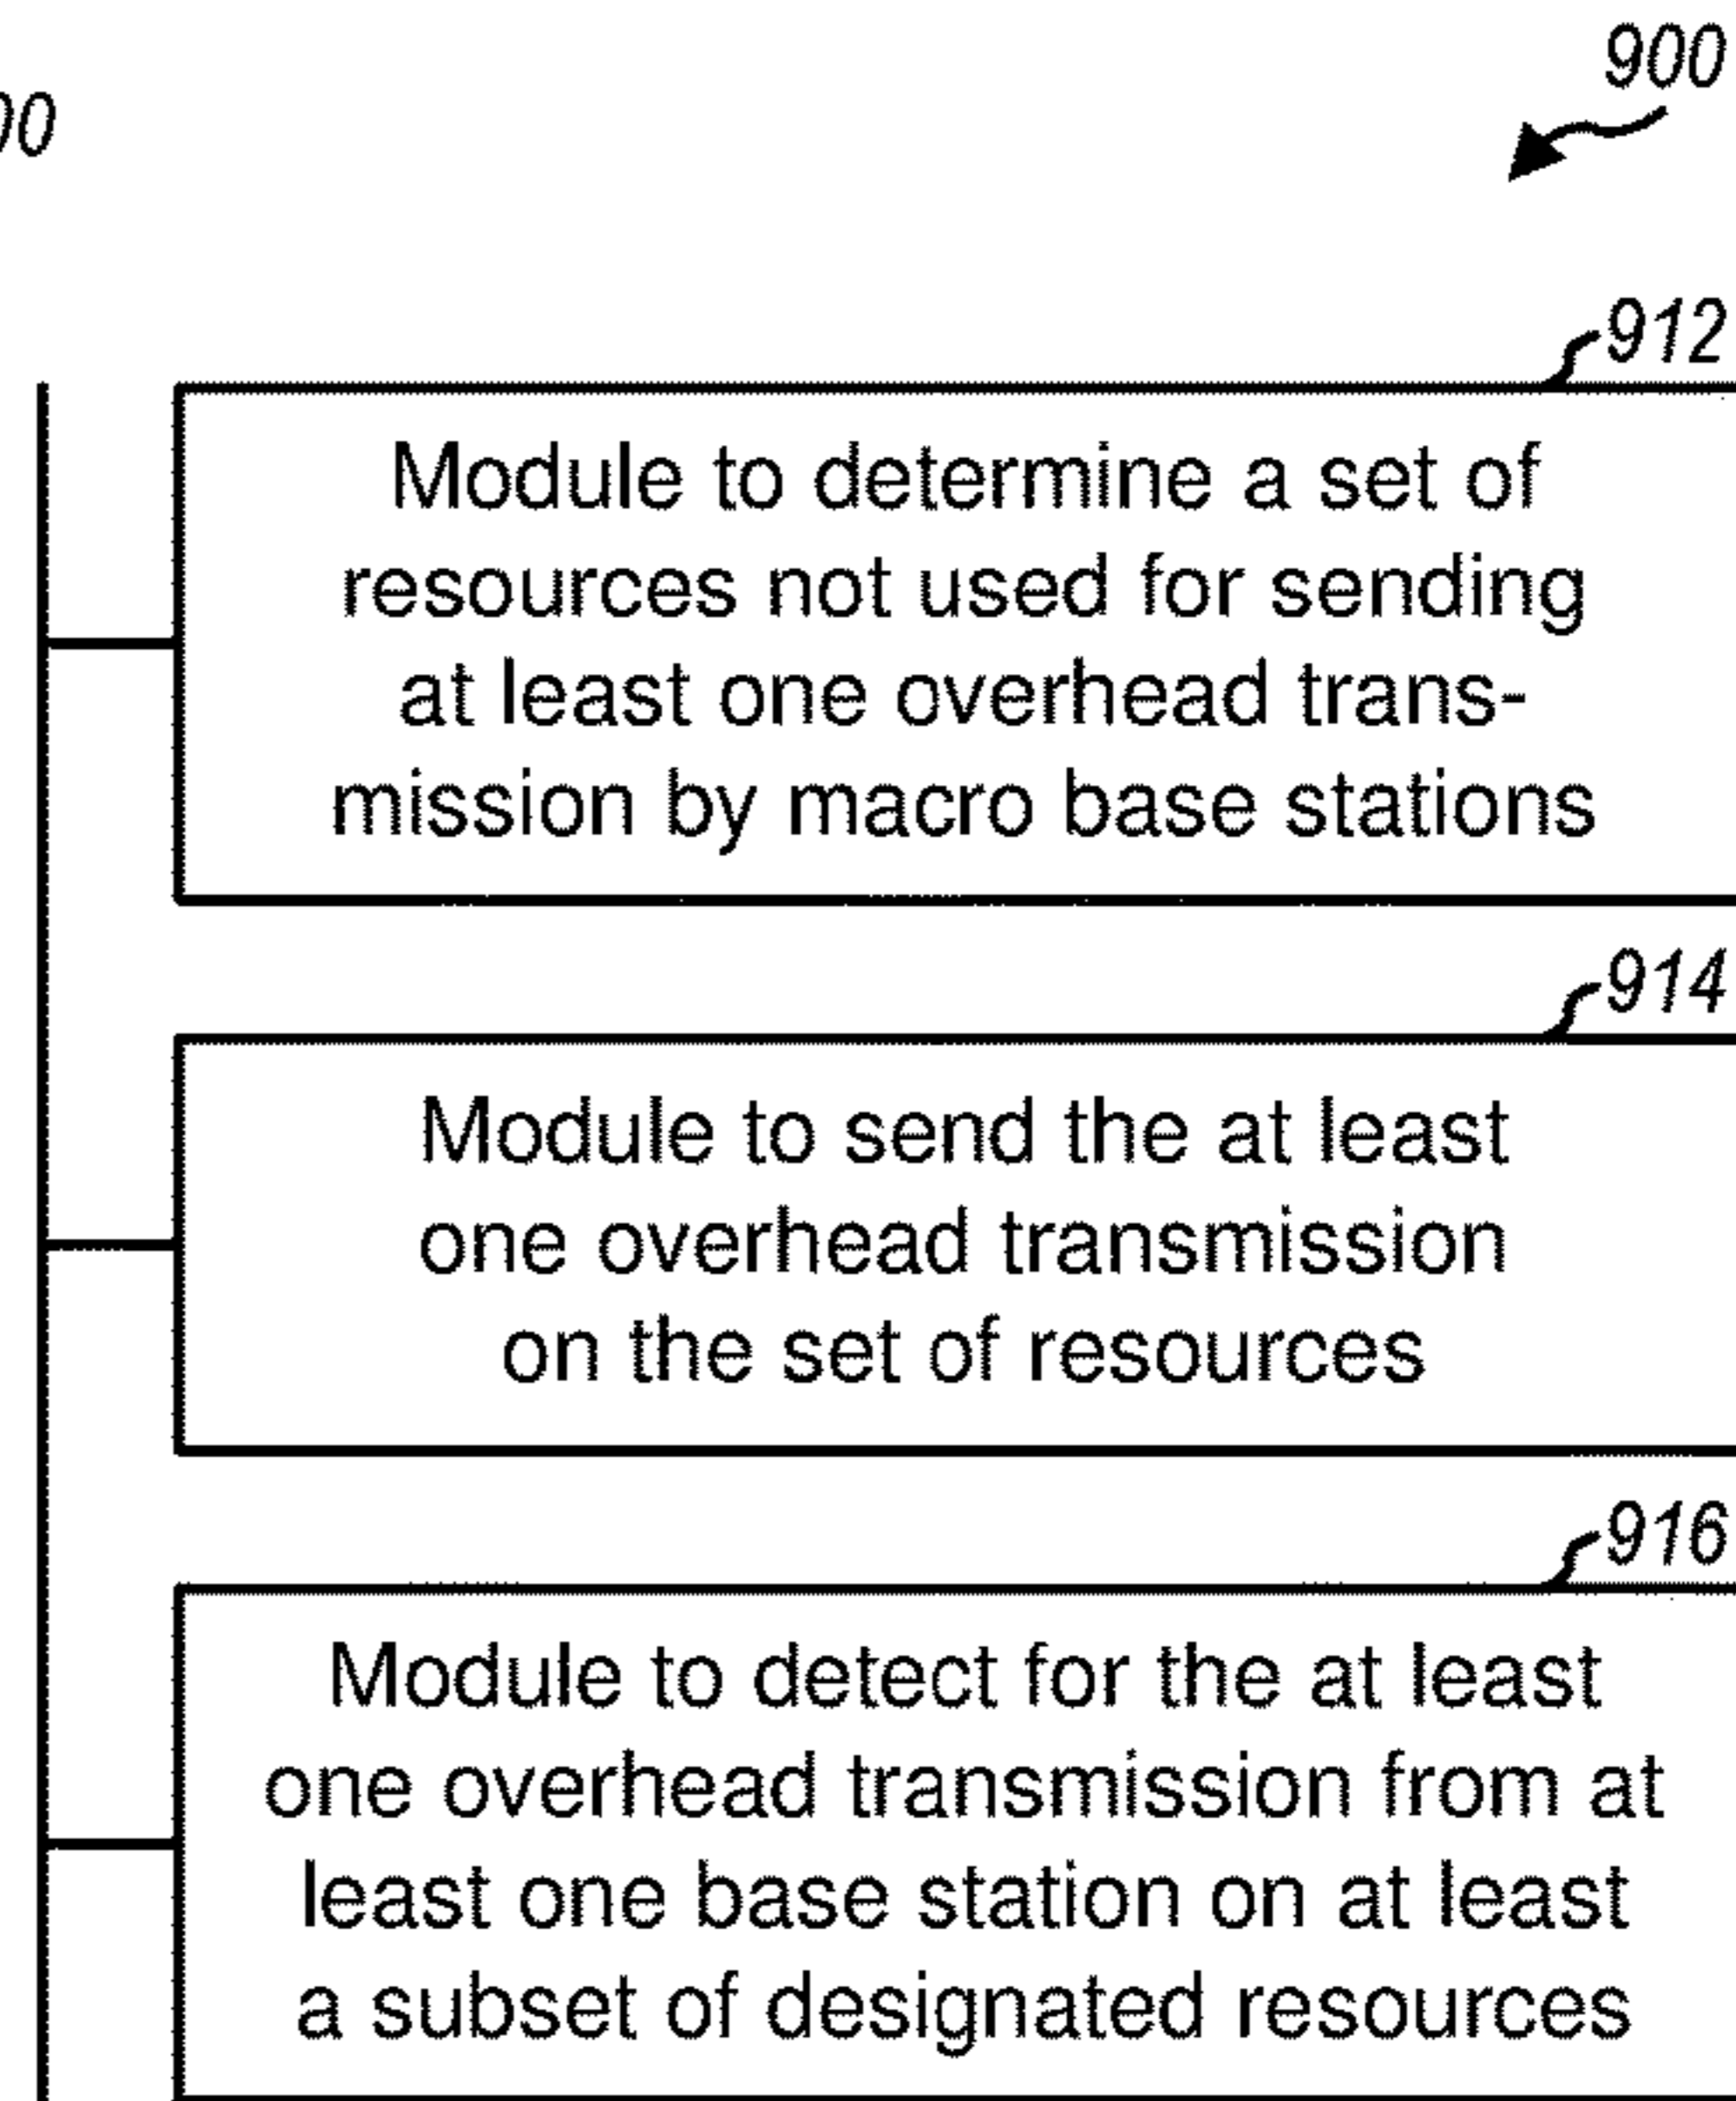 900
00
912
Module to determine a set of
resources not used for sending
at least one overhead trans-
mission by macro base stations
914
Module to send the at least
one overhead transmission
on the set of resources
916
Module to detect for the at least
one overhead transmission from at
least one base station on at least
a subset of designated resources